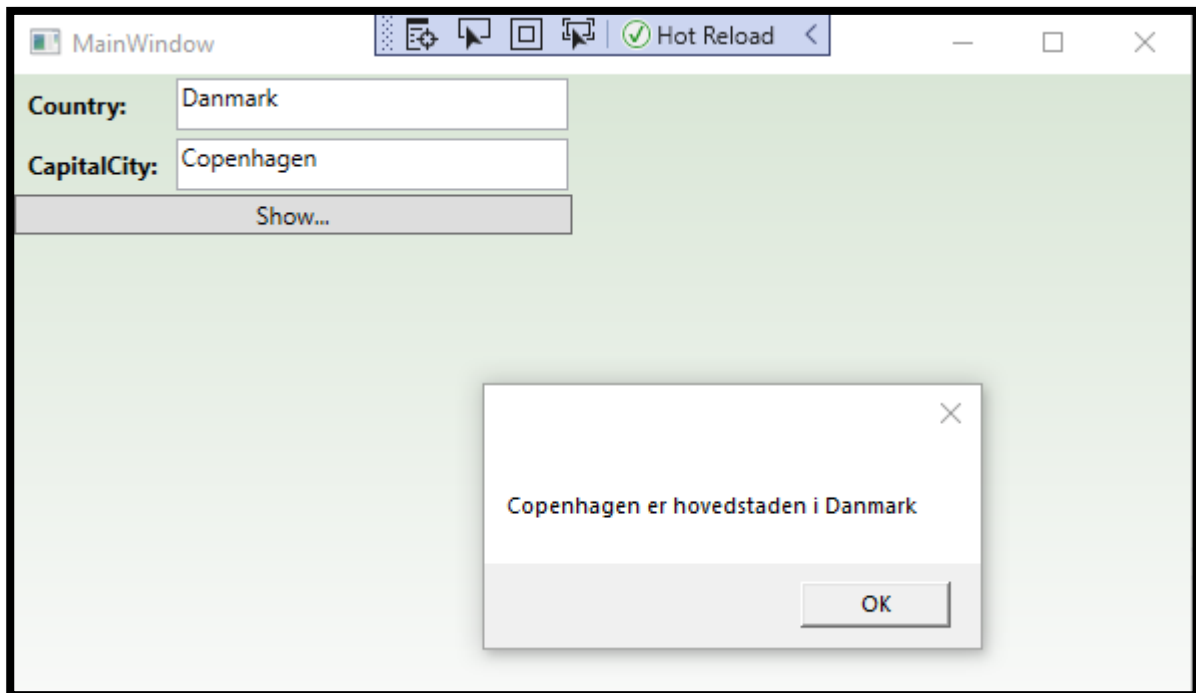 MainWindow
Hot Reload
Country:
Danmark
CapitalCity:
Copenhagen
Show...
Copenhagen er hovedstaden i Danmark
OK